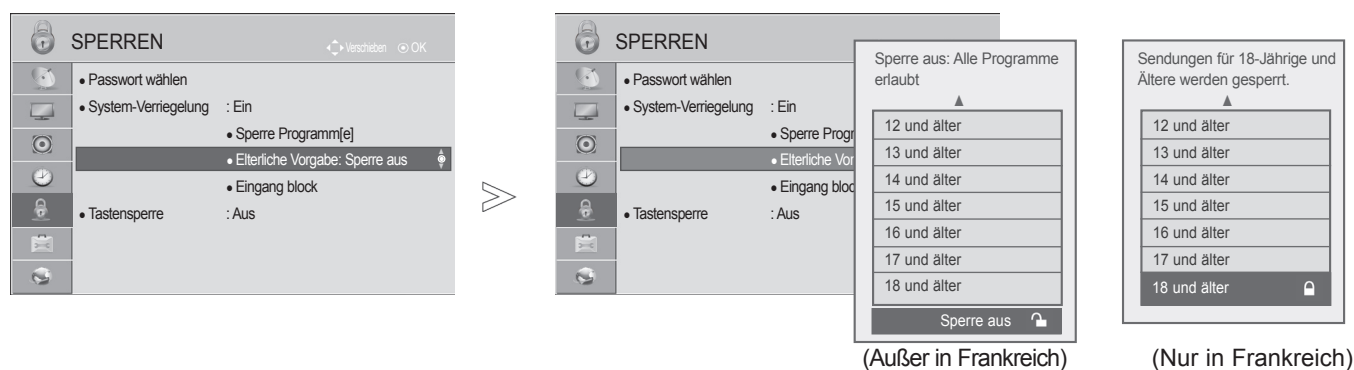 SPERREN
Verschieben OK
• Passwort wählen
• System-Verriegelung : Ein
• Sperre Programm[e]
• Elterliche Vorgabe: Sperre aus
• Eingang block
• Tastensperre : Aus
SPERREN
• Passwort wählen
• System-Verriegelung : Ein
• Sperre Progr
• Elterliche Vor
• Eingang bloc
• Tastensperre : Aus
Sperre aus: Alle Programme
erlaubt
12 und älter
13 und älter
14 und älter
15 und älter
16 und älter
17 und älter
18 und älter
Sperre aus
(Außer in Frankreich)
Sendungen für 18-Jährige und
Ältere werden gesperrt.
12 und älter
13 und älter
14 und älter
15 und älter
16 und älter
17 und älter
18 und älter
(Nur in Frankreich)